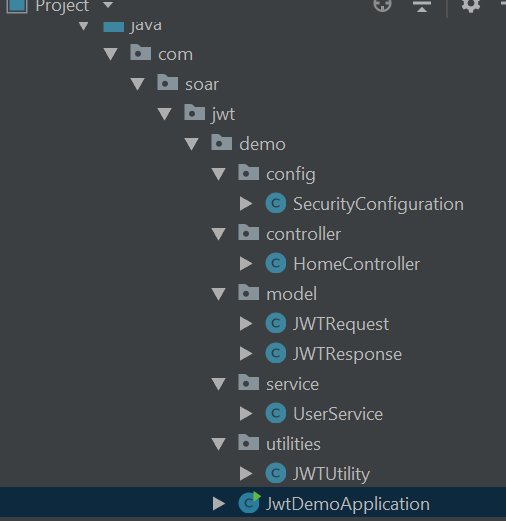 Project
java
com
soar
jwt
demo
config
C SecurityConfiguration
controller
C HomeController
model
C JWTRequest
C JWTResponse
service
C UserService
utilities
C JWTUtility
C JwtDemoApplication